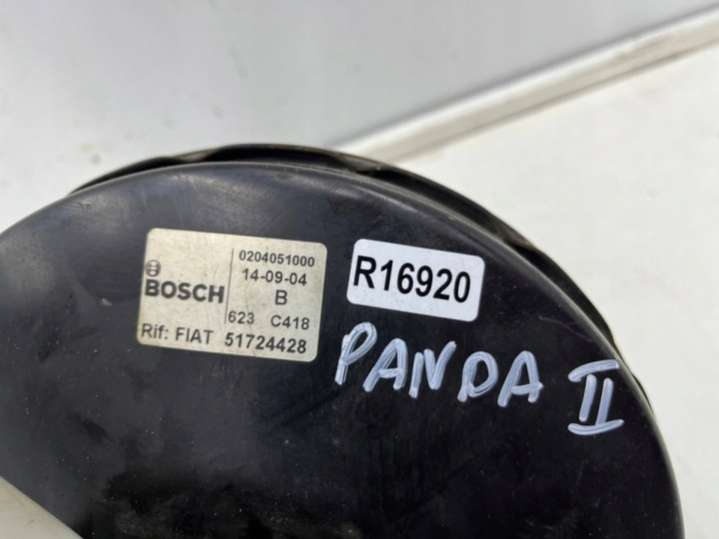 0204051000
14-09-04
BOSCH
B
623 C418
Rif: FIAT 51724428
R16920
PANDA II